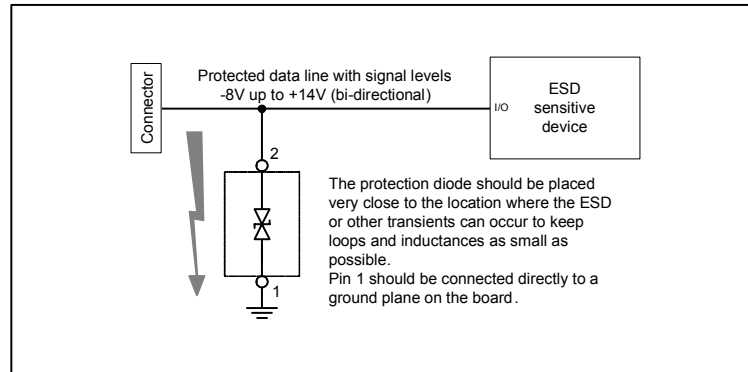 Connector
Protected data line with signal levels
-8V up to +14V (bi-directional)
I/O
ESD
sensitive
device
2
The protection diode should be placed
very close to the location where the ESD
or other transients can occur to keep
loops and inductances as small as
possible.
Pin 1 should be connected directly to a
ground plane on the board.
1